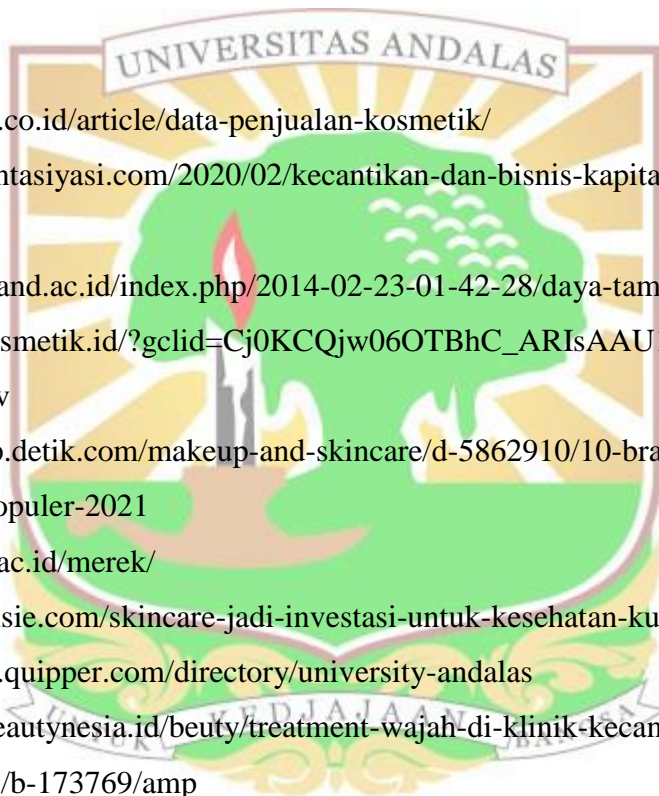 UNIVERSITAS ANDALAS
.co.id/article/data-penjualan-kosmetik/
ntasiyasi.com/2020/02/kecantikan-dan-bisnis-kapita
and.ac.id/index.php/2014-02-23-01-42-28/daya-tam
smetik.id/?gclid=Cj0KCQjw06OTBhC_ARIsAAU
v
p.detik.com/makeup-and-skincare/d-5862910/10-bra
opuler-2021
ac.id/merek/
sie.com/skincare-jadi-investasi-untuk-kesehatan-ku
.quipper.com/directory/university-andalas
eautynesia.id/beuty/treatment-wajah-di-klinik-kecan
UNTUK KEDJAJAAN BANGSA
/b-173769/amp